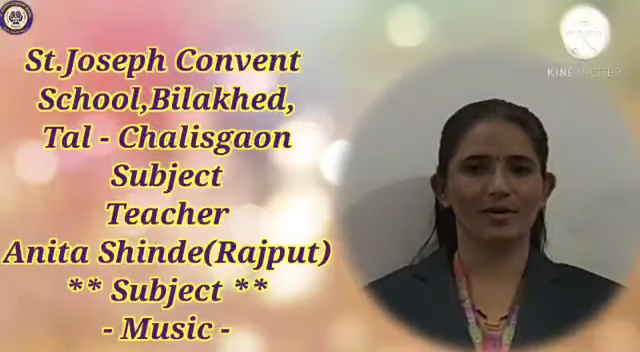 St.Joseph Convent
School,Bilakhed,
Tal - Chalisgaon
Subject
Teacher
Anita Shinde(Rajput)
** Subject **
- Music -
KINEMASTER